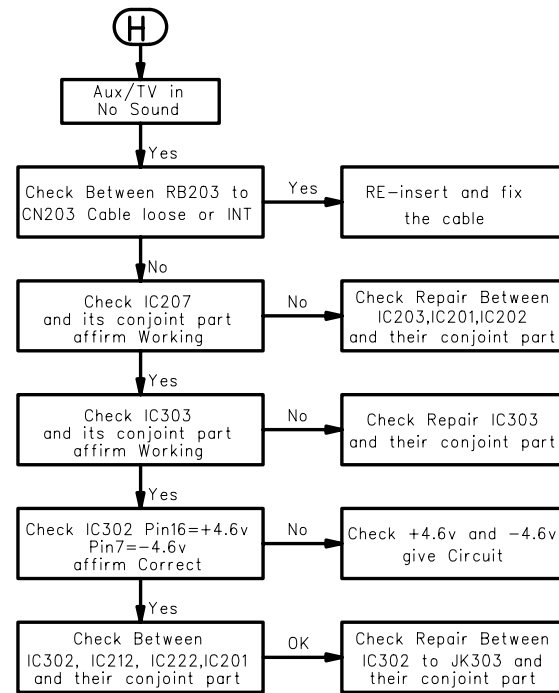 H
Aux/TV in
No Sound
Yes
Check Between RB203 to
CN203 Cable loose or INT
Yes
RE-insert and fix
the cable
No
Check IC207
and its conjoint part
affirm Working
No
Check Repair Between
IC203,IC201,IC202
and their conjoint part
Yes
Check IC303
and its conjoint part
affirm Working
No
Check Repair IC303
and their conjoint part
Yes
Check IC302 Pin16=+4.6v
Pin7=-4.6v
affirm Correct
No
Check +4.6v and -4.6v
give Circuit
Yes
Check Between
IC302, IC212, IC222,IC201
and their conjoint part
OK
Check Repair Between
IC302 to JK303 and
their conjoint part